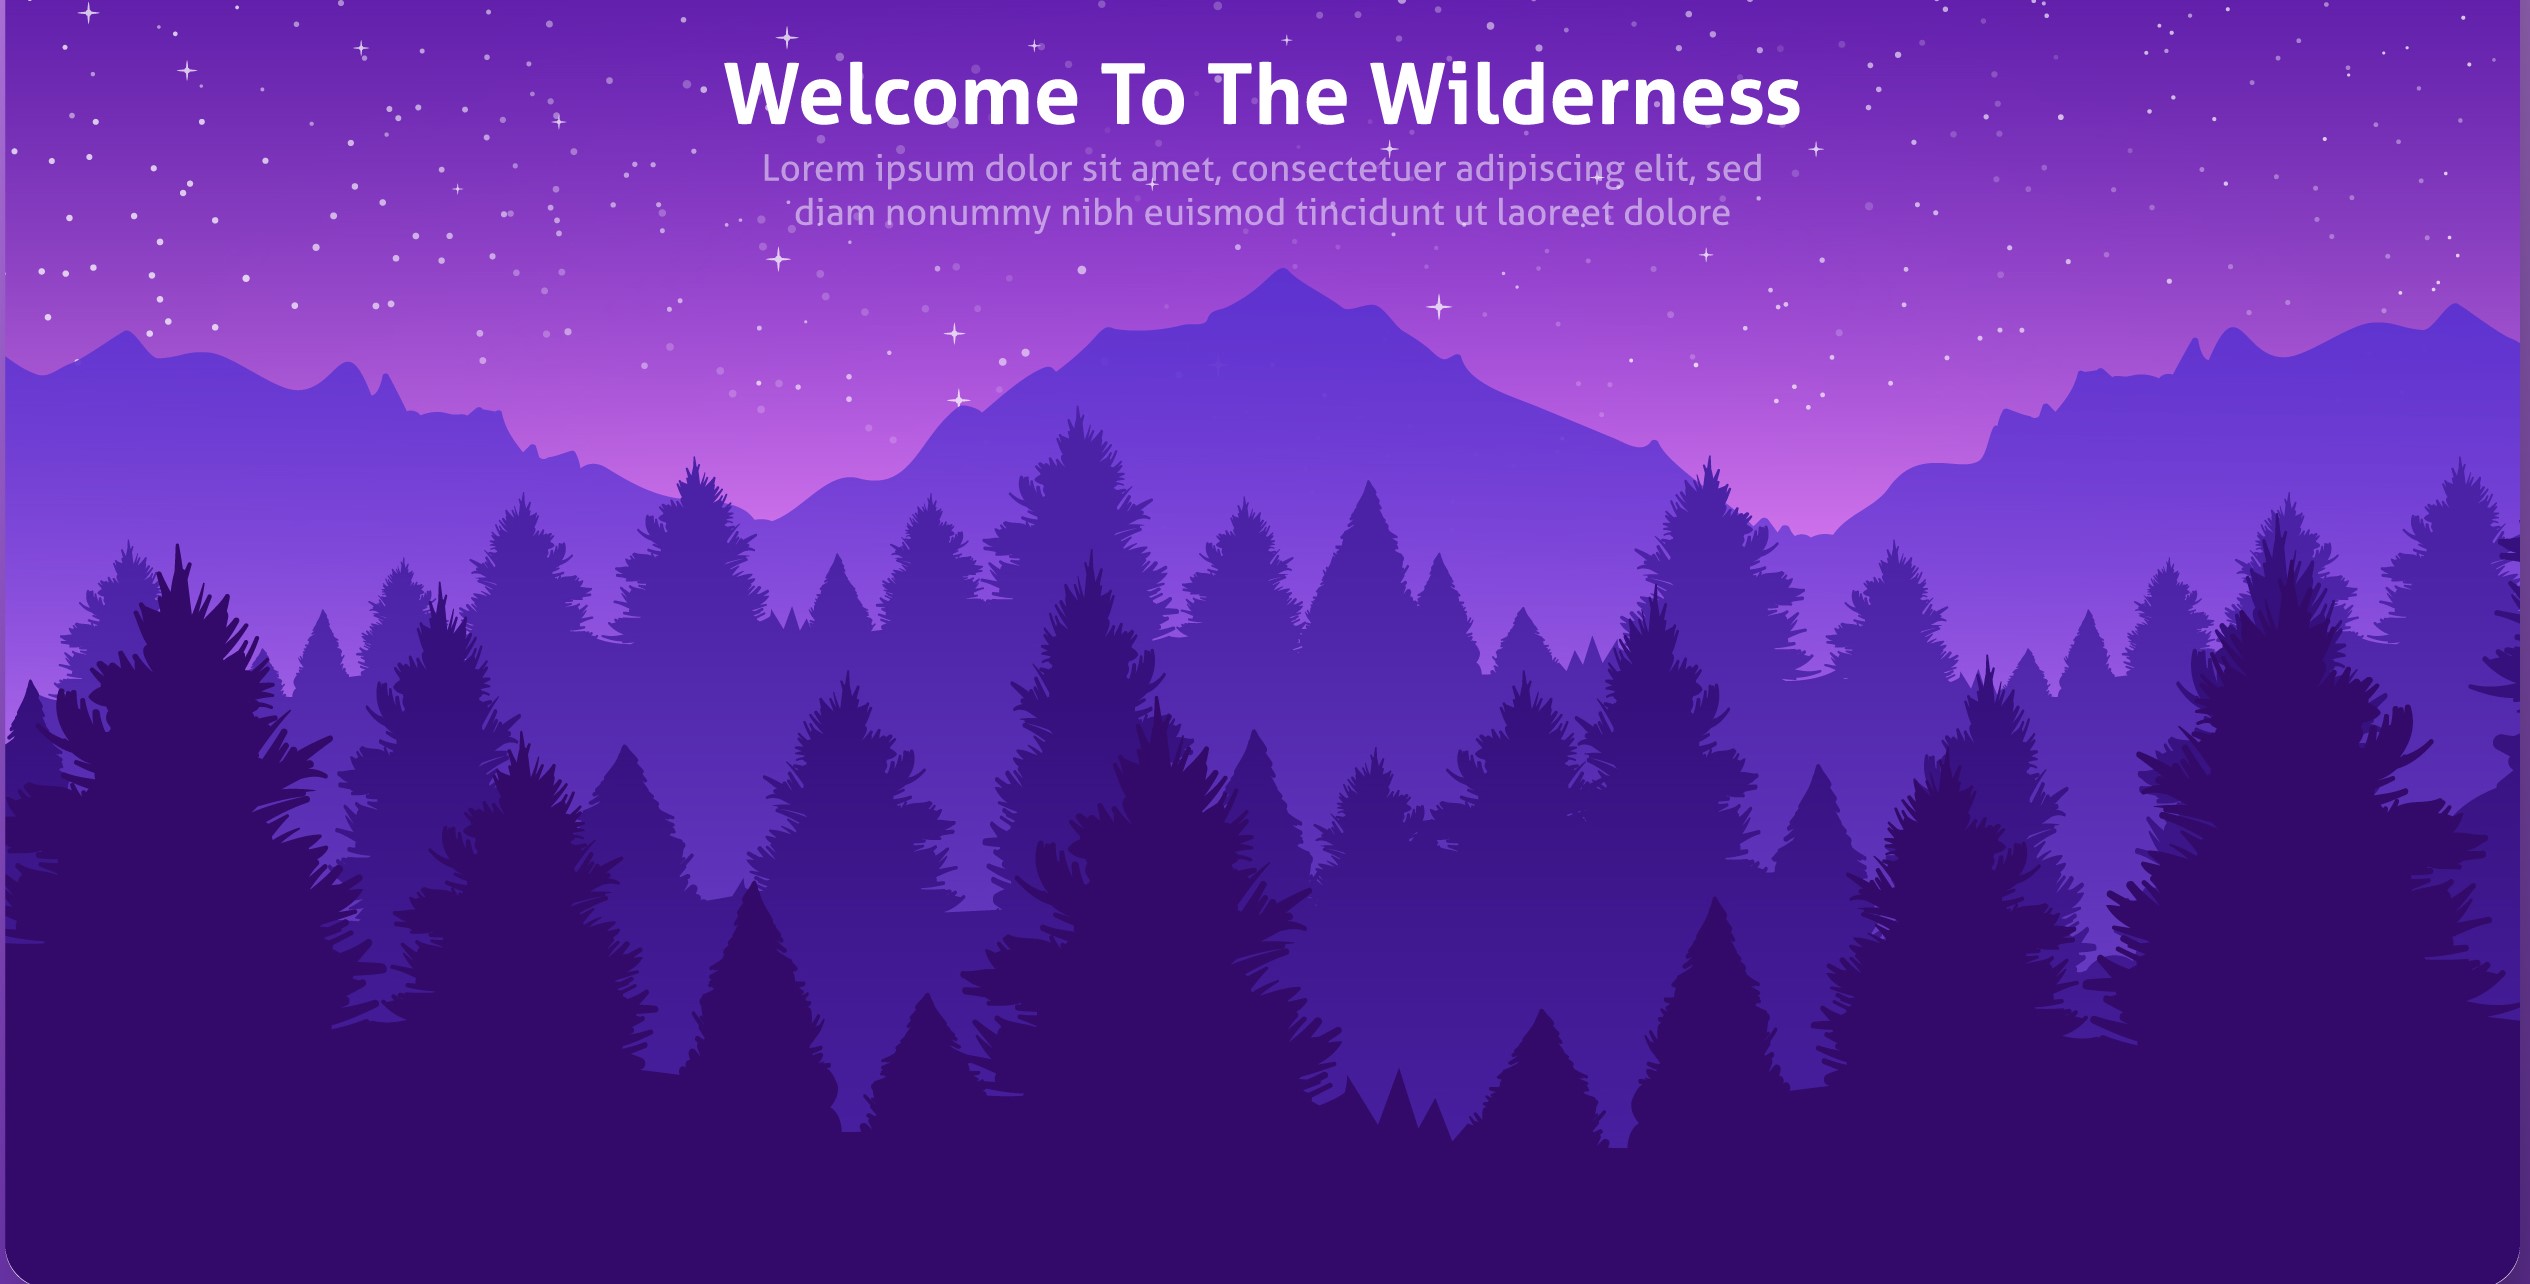 Welcome To The Wilderness
Lorem ipsum dolor sit amet, consectetuer adipiscing elit, sed
diam nonummy nibh euismod tincidunt ut laoreet dolore